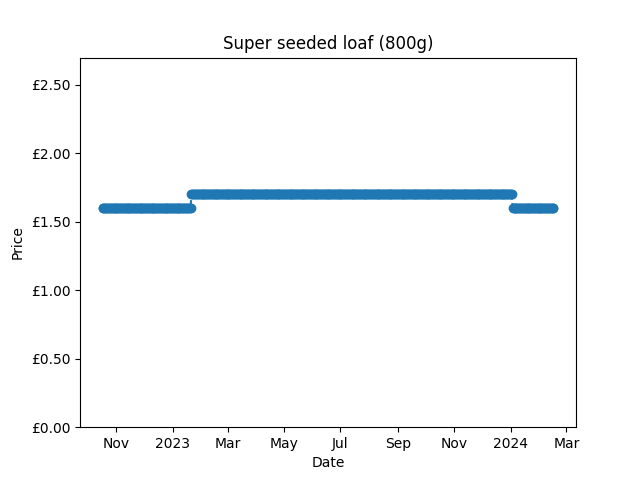 Super seeded loaf (800g)
£2.50
£2.00
£1.50
£1.00
£0.50
£0.00
Price
Nov 2023 Mar May Jul Sep Nov 2024 Mar
Date